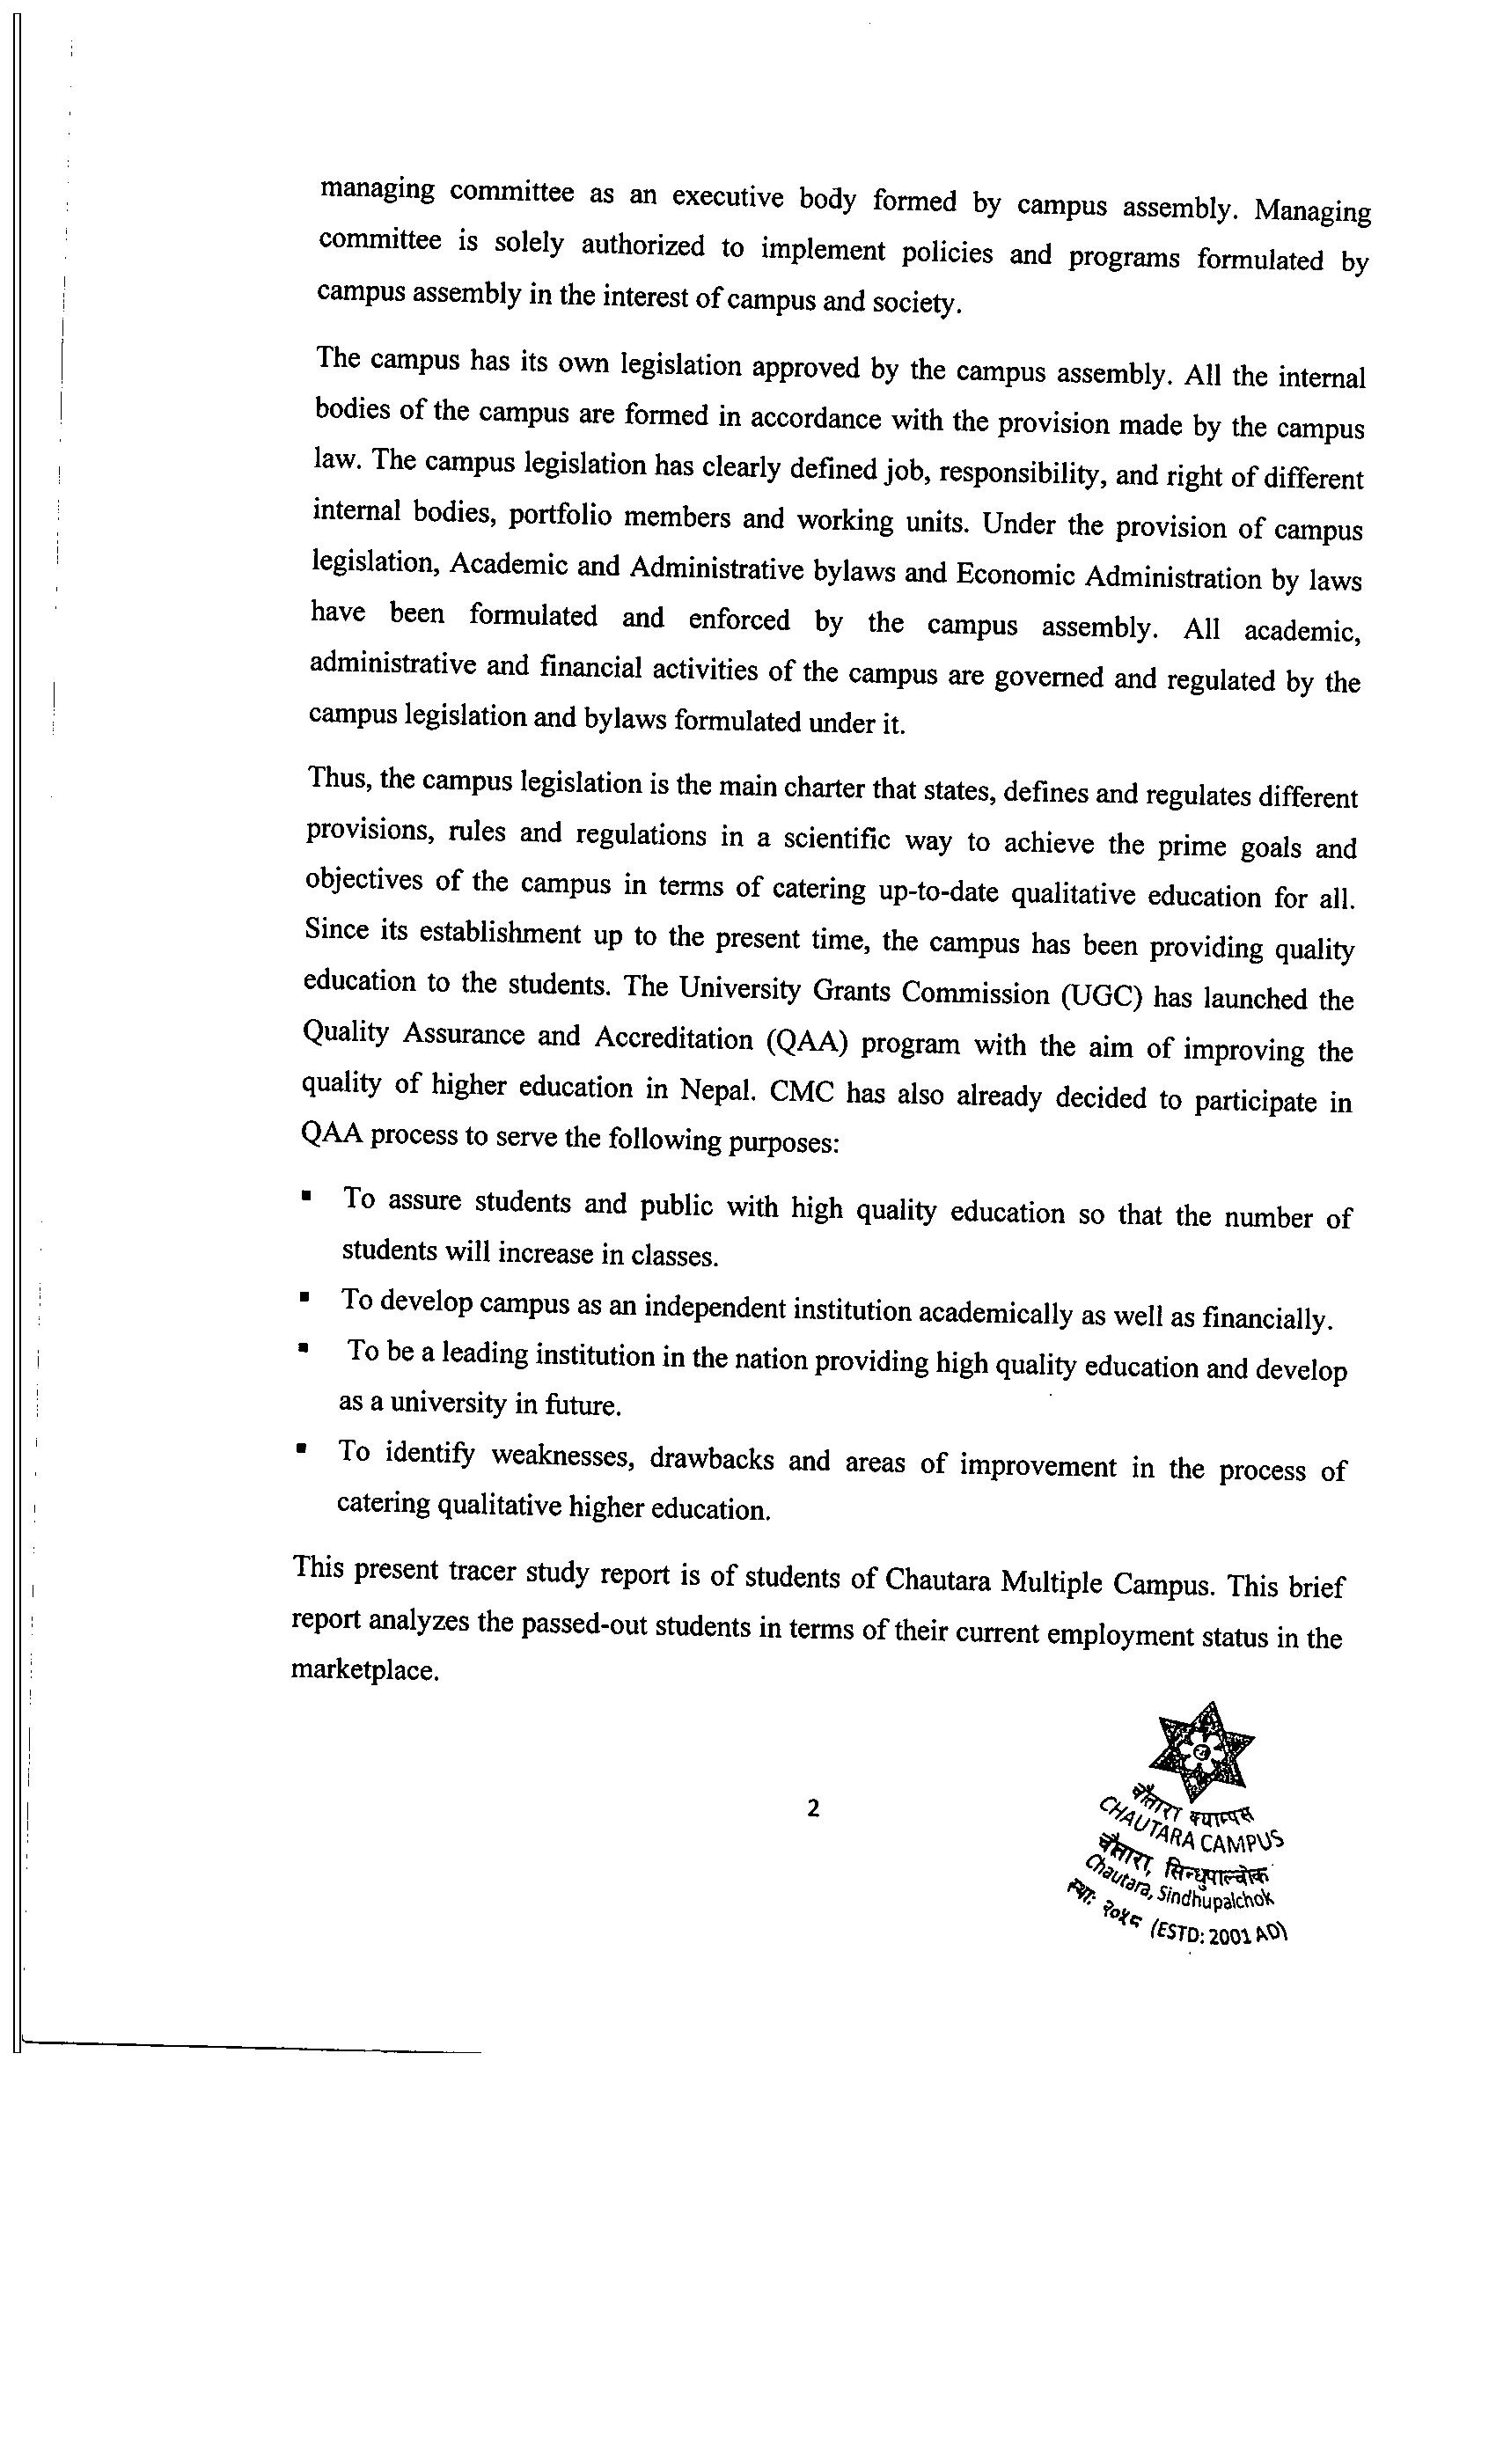 managing committee as an executive body formed by campus assembly. Managing
committee is solely authorized to implement policies and programs formulated by
campus assembly in the interest of campus and society.
The campus has its own legislation approved by the campus assembly. All the internal
bodies of the campus are formed in accordance with the provision made by the campus
law. The campus legislation has clearly defined job, responsibility, and right of different
internal bodies, portfolio members and working units. Under the provision of campus
legislation, Academic and Administrative bylaws and Economic Administration by laws
have been formulated and enforced by the campus assembly. All academic,
administrative and financial activities of the campus are governed and regulated by the
campus legislation and bylaws formulated under it.
Thus, the campus legislation is the main charter that states, defines and regulates different
provisions, rules and regulations in a scientific way to achieve the prime goals and
objectives of the campus in terms of catering up-to-date qualitative education for all.
Since its establishment up to the present time, the campus has been providing quality
education to the students. The University Grants Commission (UGC) has launched the
Quality Assurance and Accreditation (QAA) program with the aim of improving the
quality of higher education in Nepal. CMC has also already decided to participate in
QAA process to serve the following purposes:
▪ To assure students and public with high quality education so that the number of
students will increase in classes.
▪ To develop campus as an independent institution academically as well as financially.
▪ To be a leading institution in the nation providing high quality education and develop
as a university in future.
▪ To identify weaknesses, drawbacks and areas of improvement in the process of
catering qualitative higher education.
This present tracer study report is of students of Chautara Multiple Campus. This brief
report analyzes the passed-out students in terms of their current employment status in the
marketplace.
2
चौतारा क्याम्पस
CHAUTARA CAMPUS
चौतारा, सिन्धुपाल्चोक
Chautara, Sindhupalchok
स्था: २०५८ (ESTD: 2001 AD)